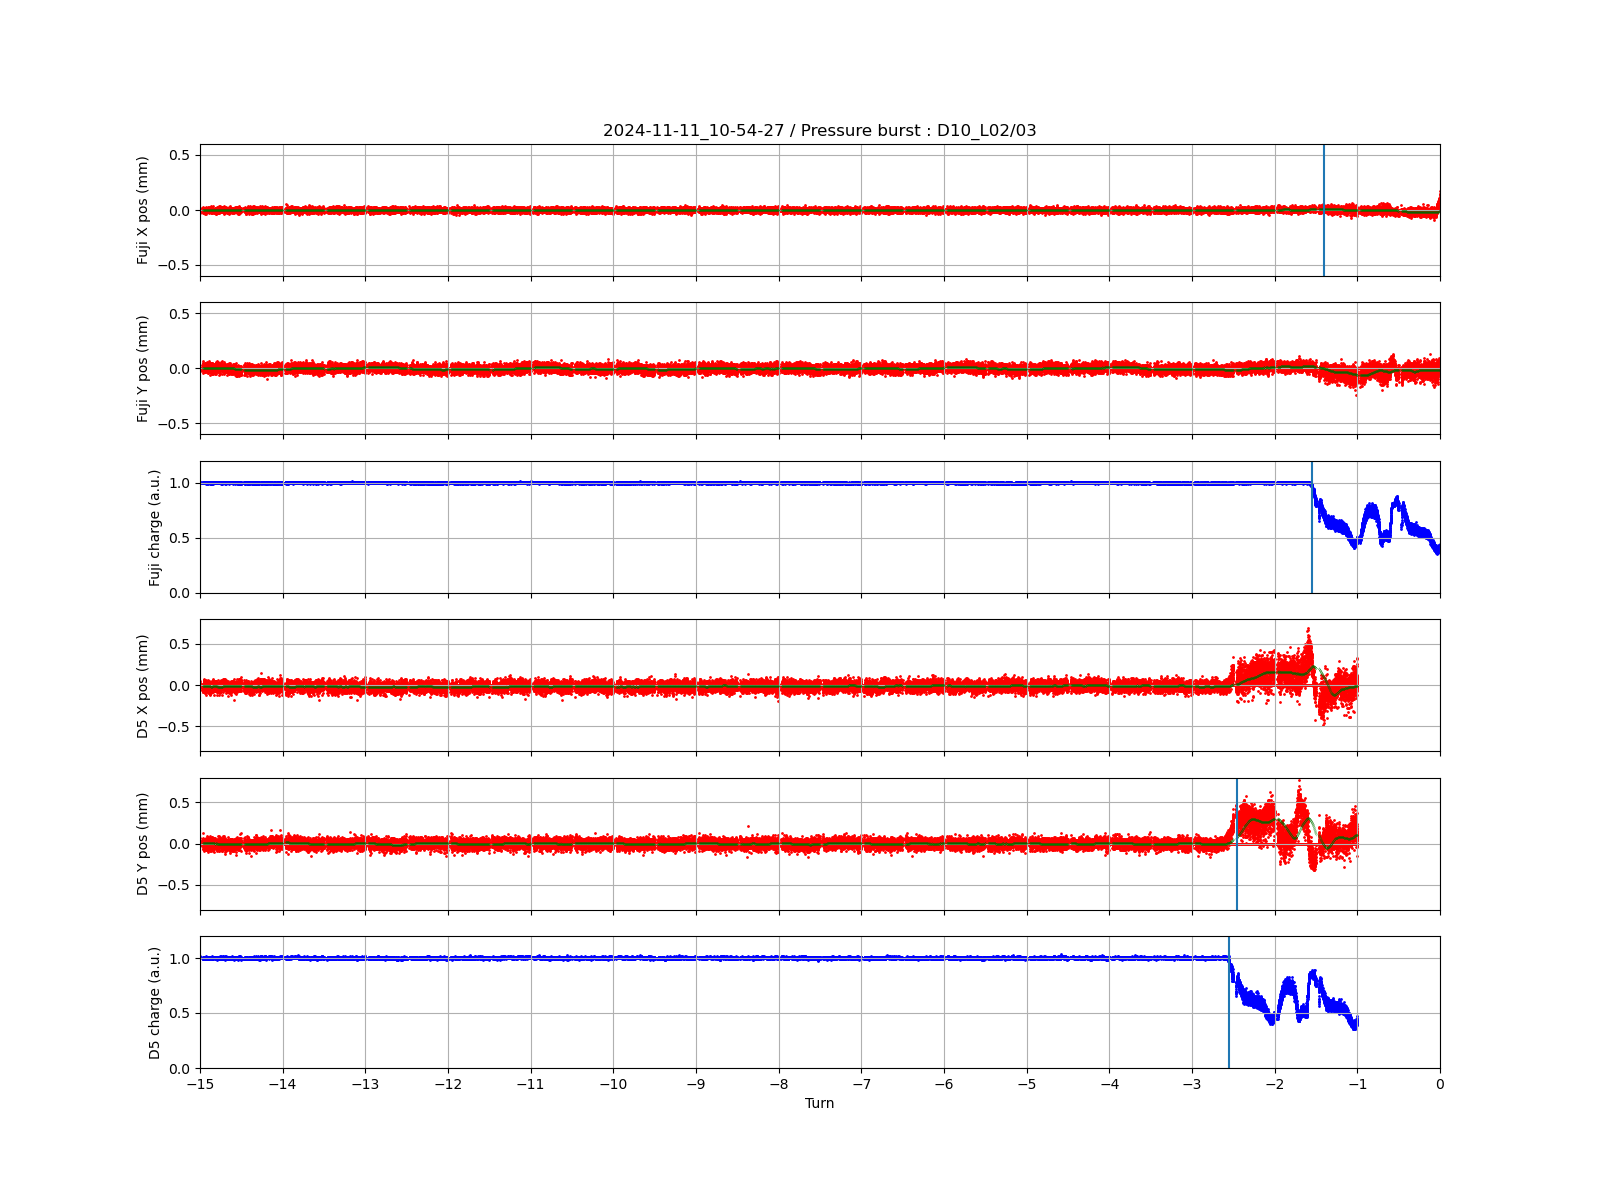 2024-11-11_10-54-27 / Pressure burst : D10_L02/03
Fuji X pos (mm)
0.5
0.0
−0.5
Fuji Y pos (mm)
0.5
0.0
−0.5
Fuji charge (a.u.)
1.0
0.5
0.0
D5 X pos (mm)
0.5
0.0
−0.5
D5 Y pos (mm)
0.5
0.0
−0.5
D5 charge (a.u.)
1.0
0.5
0.0
−15 −14 −13 −12 −11 −10 −9 −8 −7 −6 −5 −4 −3 −2 −1 0
Turn